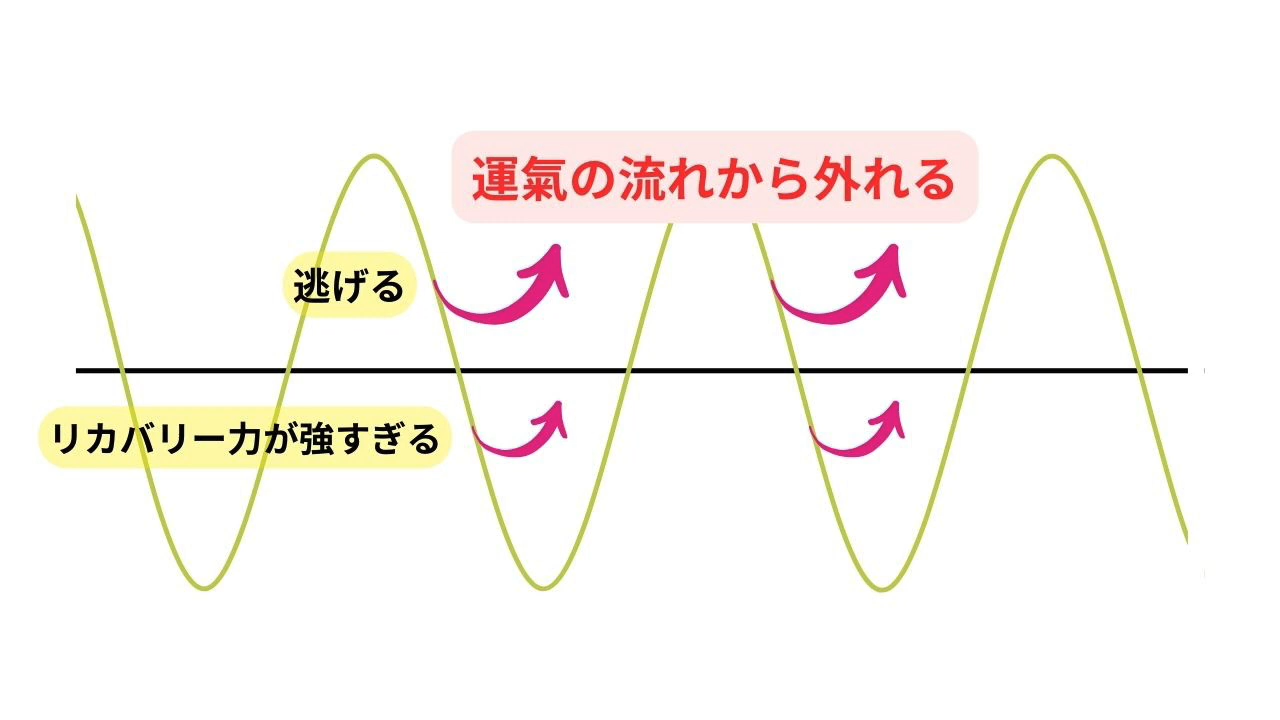 運氣の流れから外れる
逃げる
リカバリー力が強すぎる